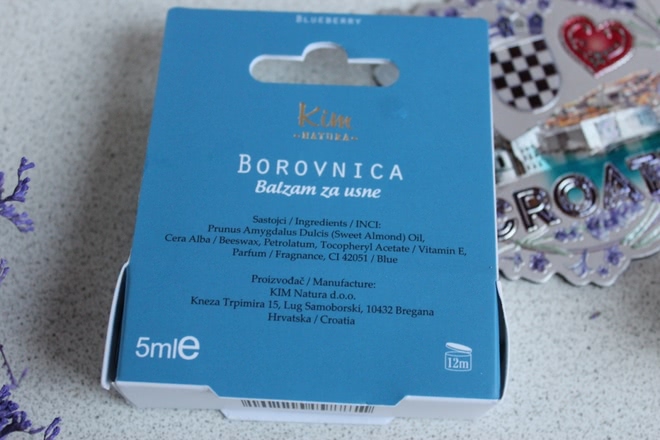 BLUEBERRY
Kim
NATURA
BOROVNICA
Balzam za usne
Sastojci / Ingredients / INCI:
Prunus Amygdalus Dulcis (Sweet Almond) Oil,
Cera Alba / Beeswax, Petrolatum, Tocopheryl Acetate / Vitamin E,
Parfum / Fragrance, CI 42051 / Blue
Proizvođač / Manufacture:
KIM Natura d.o.o.
Kneza Trpimira 15, Lug Samoborski, 10432 Bregana
Hrvatska / Croatia
5ml℮
12m
CROAT